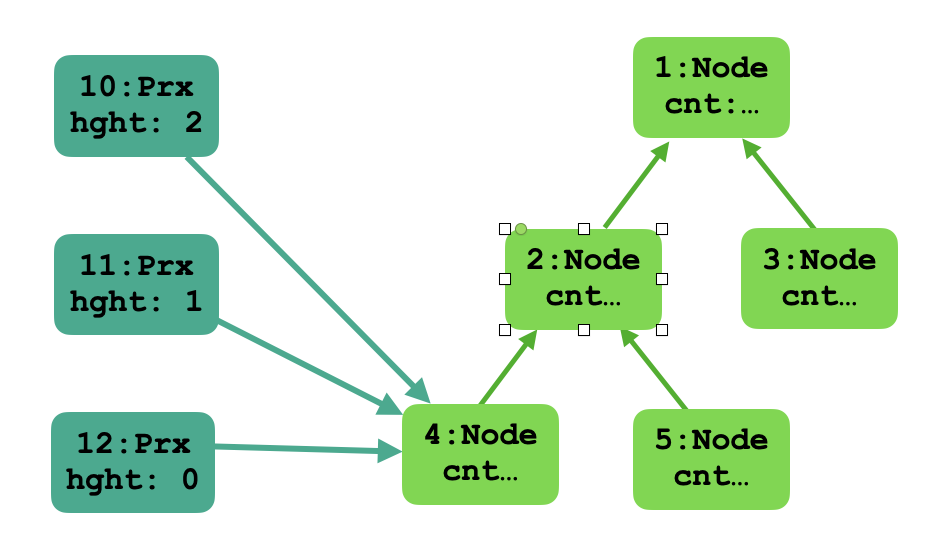 10:Prx
hght: 2
1:Node
cnt:…
11:Prx
hght: 1
2:Node
cnt…
3:Node
cnt…
12:Prx
hght: 0
4:Node
cnt…
5:Node
cnt…